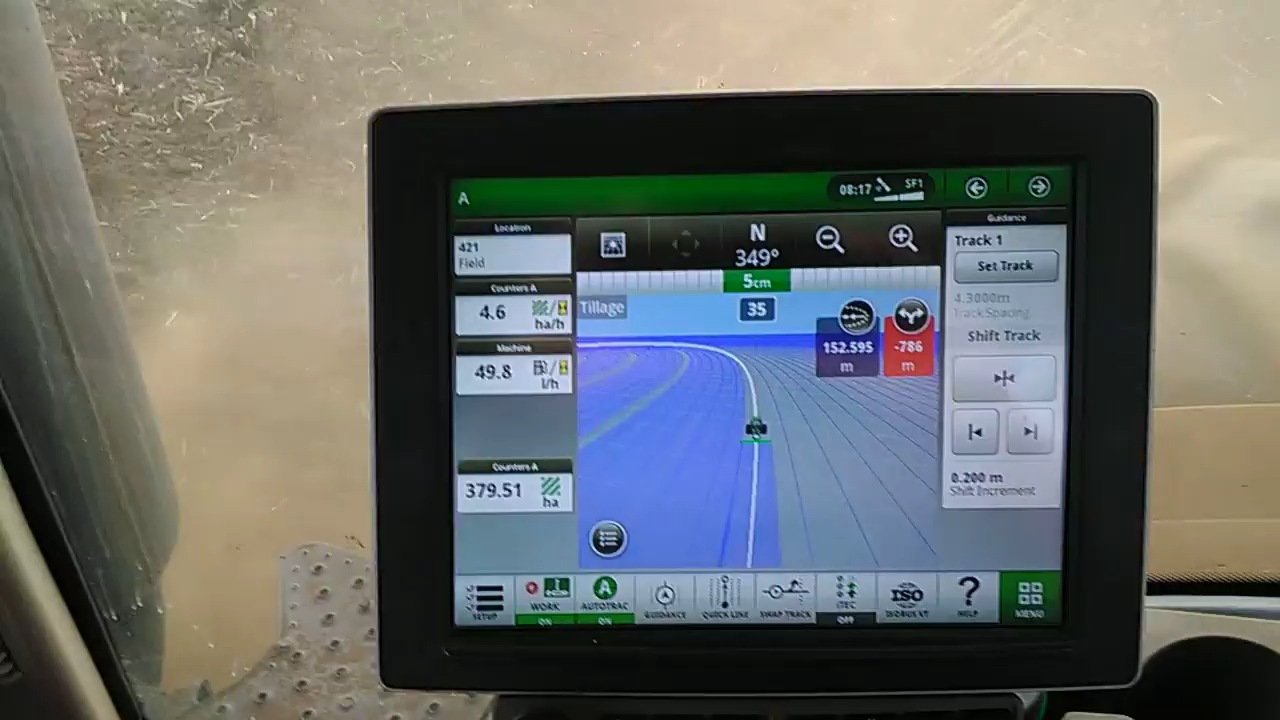 A
08:17
SF1
Location
421
Field
Counters A
4.6
ha/h
Machine
49.8
l/h
Counters A
379.51
ha
N
349°
5cm
Tillage
35
152.595
m
-786
m
Guidance
Track 1
Set Track
4.3000m
Track Spacing
Shift Track
0.200 m
Shift Increment
SETUP
WORK
ON
A
AUTOTRAC
ON
GUIDANCE
QUICK LINE
SWAP TRACK
iTEC
OFF
ISO
ISOBUS VT
?
HELP
MENU